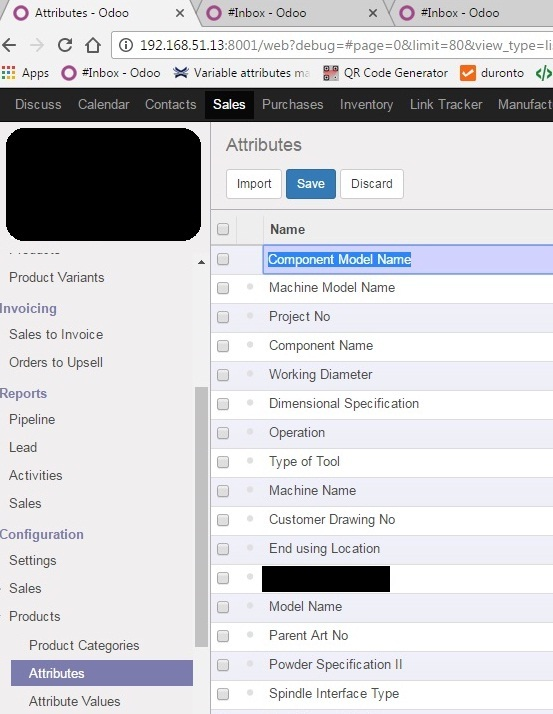 Attributes - Odoo
#Inbox - Odoo
#Inbox - Odoo
192.168.51.13:8001/web?debug=#page=0&limit=80&view_type=li
Apps
#Inbox - Odoo
Variable attributes ma
QR Code Generator
duronto
Discuss
Calendar
Contacts
Sales
Purchases
Inventory
Link Tracker
Manufact
Attributes
Import
Save
Discard
Products
Product Variants
Invoicing
Sales to Invoice
Orders to Upsell
Reports
Pipeline
Lead
Activities
Sales
Configuration
Settings
Sales
Products
Product Categories
Attributes
Attribute Values
Name
Component Model Name
Machine Model Name
Project No
Component Name
Working Diameter
Dimensional Specification
Operation
Type of Tool
Machine Name
Customer Drawing No
End using Location
Model Name
Parent Art No
Powder Specification II
Spindle Interface Type